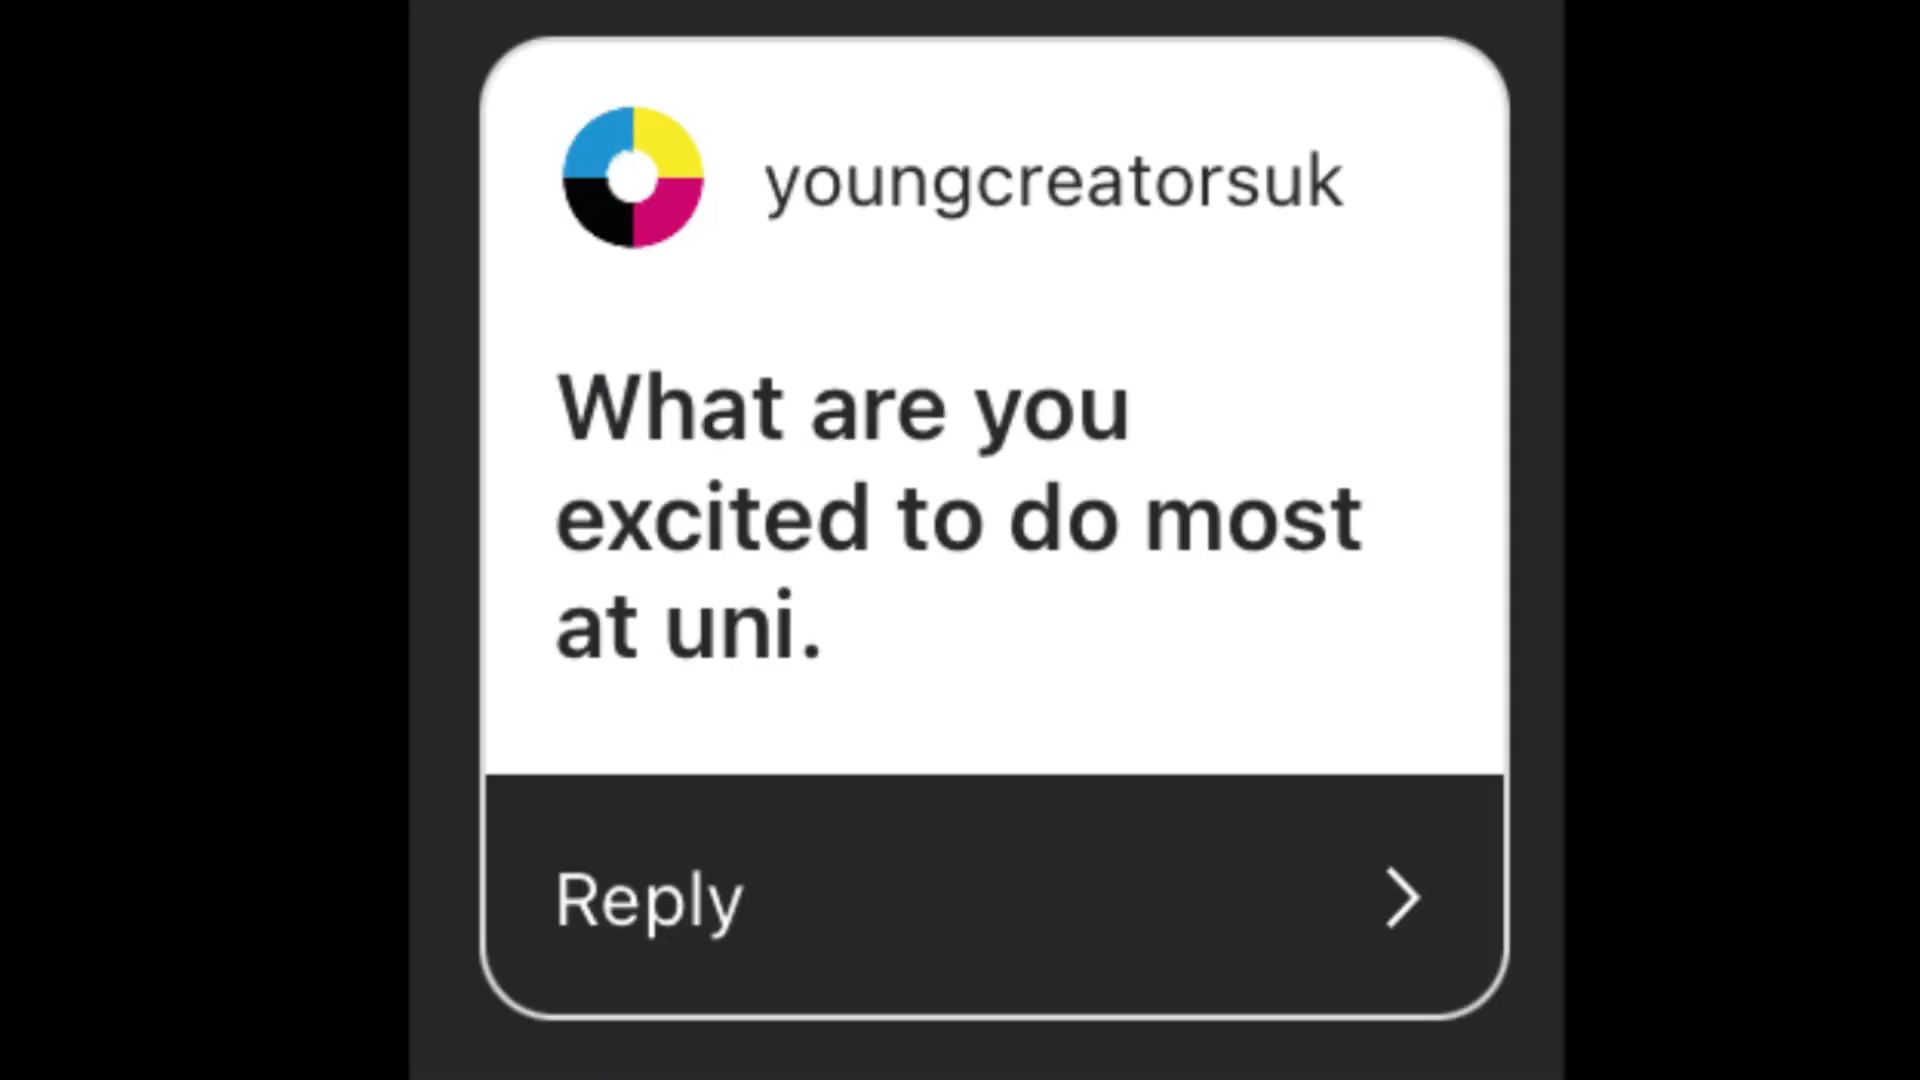 youngcreatorsuk
What are you
excited to do most
at uni.
Reply